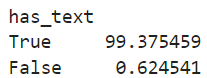 has_text
True     99.375459
False     0.624541